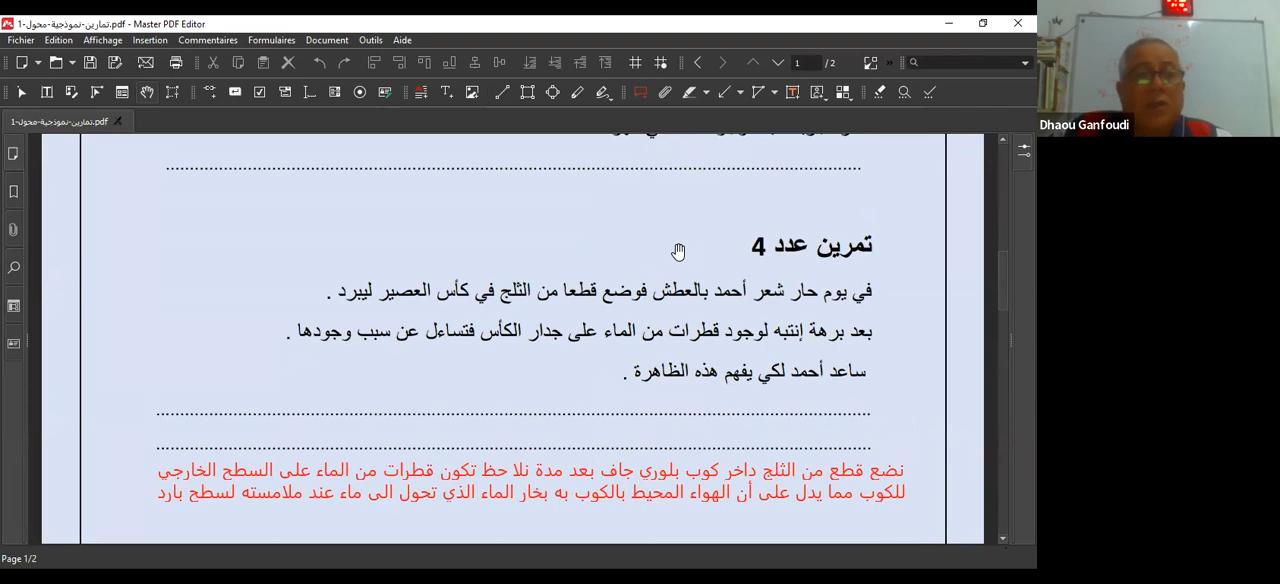 1-تمارين-نموذجية-محول.pdf - Master PDF Editor
Fichier Edition Affichage Insertion Commentaires Formulaires Document Outils Aide
1 / 2
1-تمارين-نموذجية-محول.pdf
Dhaou Ganfoudi
تمرين عدد 4
في يوم حار شعر أحمد بالعطش فوضع قطعا من الثلج في كأس العصير ليبرد .
بعد برهة إنتبه لوجود قطرات من الماء على جدار الكأس فتساءل عن سبب وجودها .
ساعد أحمد لكي يفهم هذه الظاهرة .
نضع قطع من الثلج داخر كوب بلوري جاف بعد مدة نلا حظ تكون قطرات من الماء على السطح الخارجي
للكوب مما يدل على أن الهواء المحيط بالكوب به بخار الماء الذي تحول الى ماء عند ملامسته لسطح بارد
Page 1/2